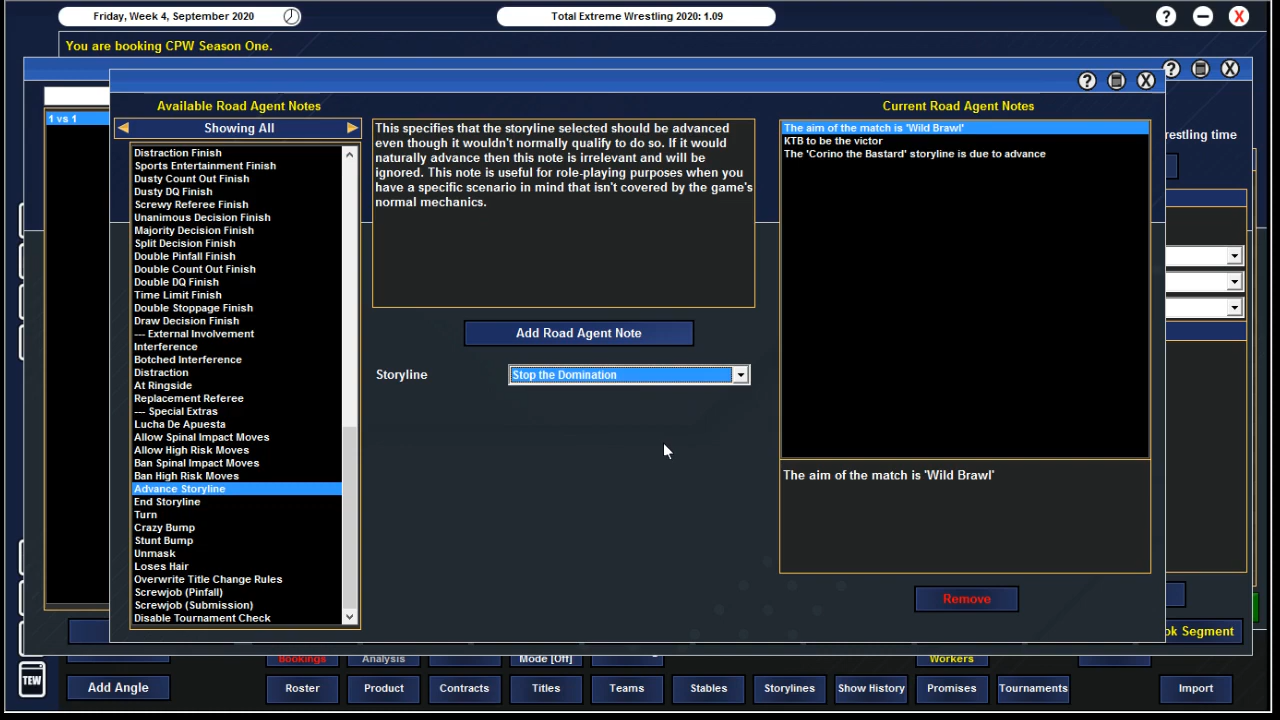 Friday, Week 4, September 2020
Total Extreme Wrestling 2020: 1.09
?
X
You are booking CPW Season One.
?
X
?
X
Available Road Agent Notes
Current Road Agent Notes
1 vs 1
Showing All
restling time
Distraction Finish
Sports Entertainment Finish
Dusty Count Out Finish
Dusty DQ Finish
Screwy Referee Finish
Unanimous Decision Finish
Majority Decision Finish
Split Decision Finish
Double Pinfall Finish
Double Count Out Finish
Double DQ Finish
Time Limit Finish
Double Stoppage Finish
Draw Decision Finish
--- External Involvement
Interference
Botched Interference
Distraction
At Ringside
Replacement Referee
--- Special Extras
Lucha De Apuesta
Allow Spinal Impact Moves
Allow High Risk Moves
Ban Spinal Impact Moves
Ban High Risk Moves
Advance Storyline
End Storyline
Turn
Crazy Bump
Stunt Bump
Unmask
Loses Hair
Overwrite Title Change Rules
Screwjob (Pinfall)
Screwjob (Submission)
Disable Tournament Check
This specifies that the storyline selected should be advanced
even though it wouldn't normally qualify to do so. If it would
naturally advance then this note is irrelevant and will be
ignored. This note is useful for role-playing purposes when you
have a specific scenario in mind that isn't covered by the game's
normal mechanics.
Add Road Agent Note
Storyline
Stop the Domination
The aim of the match is 'Wild Brawl'
KTB to be the victor
The 'Corino the Bastard' storyline is due to advance
The aim of the match is 'Wild Brawl'
Remove
ok Segment
Bookings
Analysis
Mode [Off]
Workers
TEW
Add Angle
Roster
Product
Contracts
Titles
Teams
Stables
Storylines
Show History
Promises
Tournaments
Import